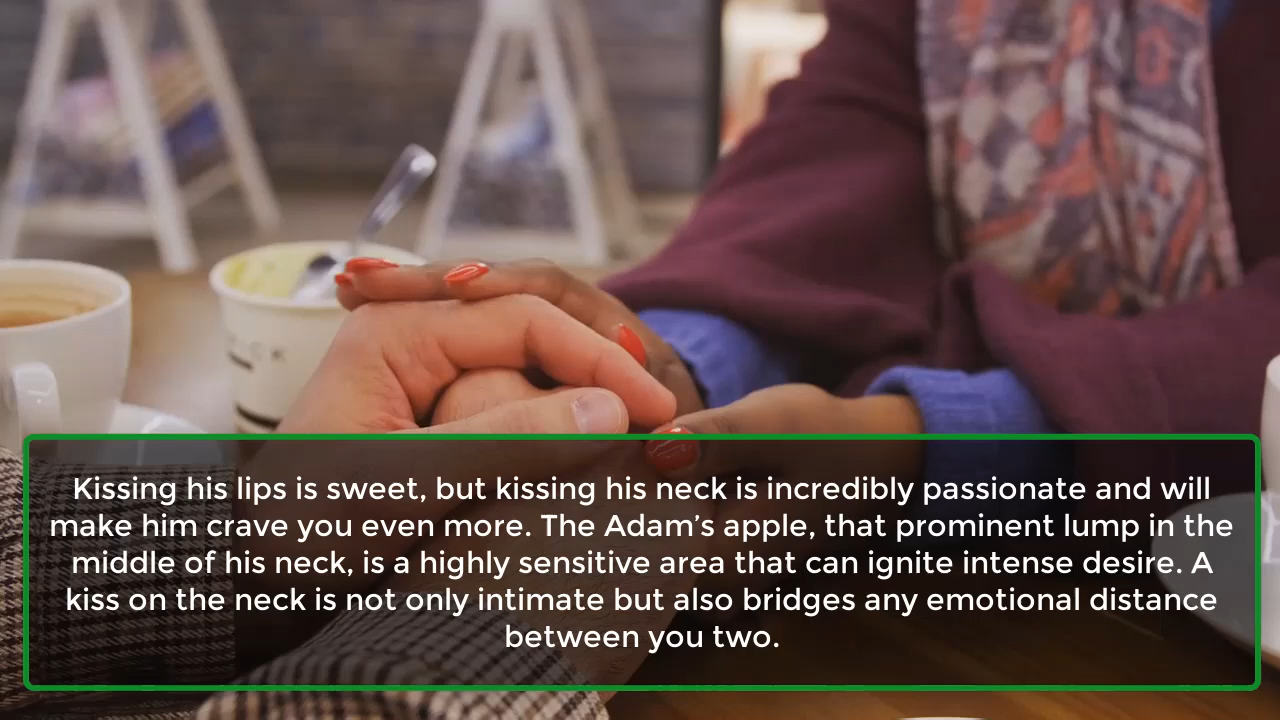 Kissing his lips is sweet, but kissing his neck is incredibly passionate and will
make him crave you even more. The Adam’s apple, that prominent lump in the
middle of his neck, is a highly sensitive area that can ignite intense desire. A
kiss on the neck is not only intimate but also bridges any emotional distance
between you two.